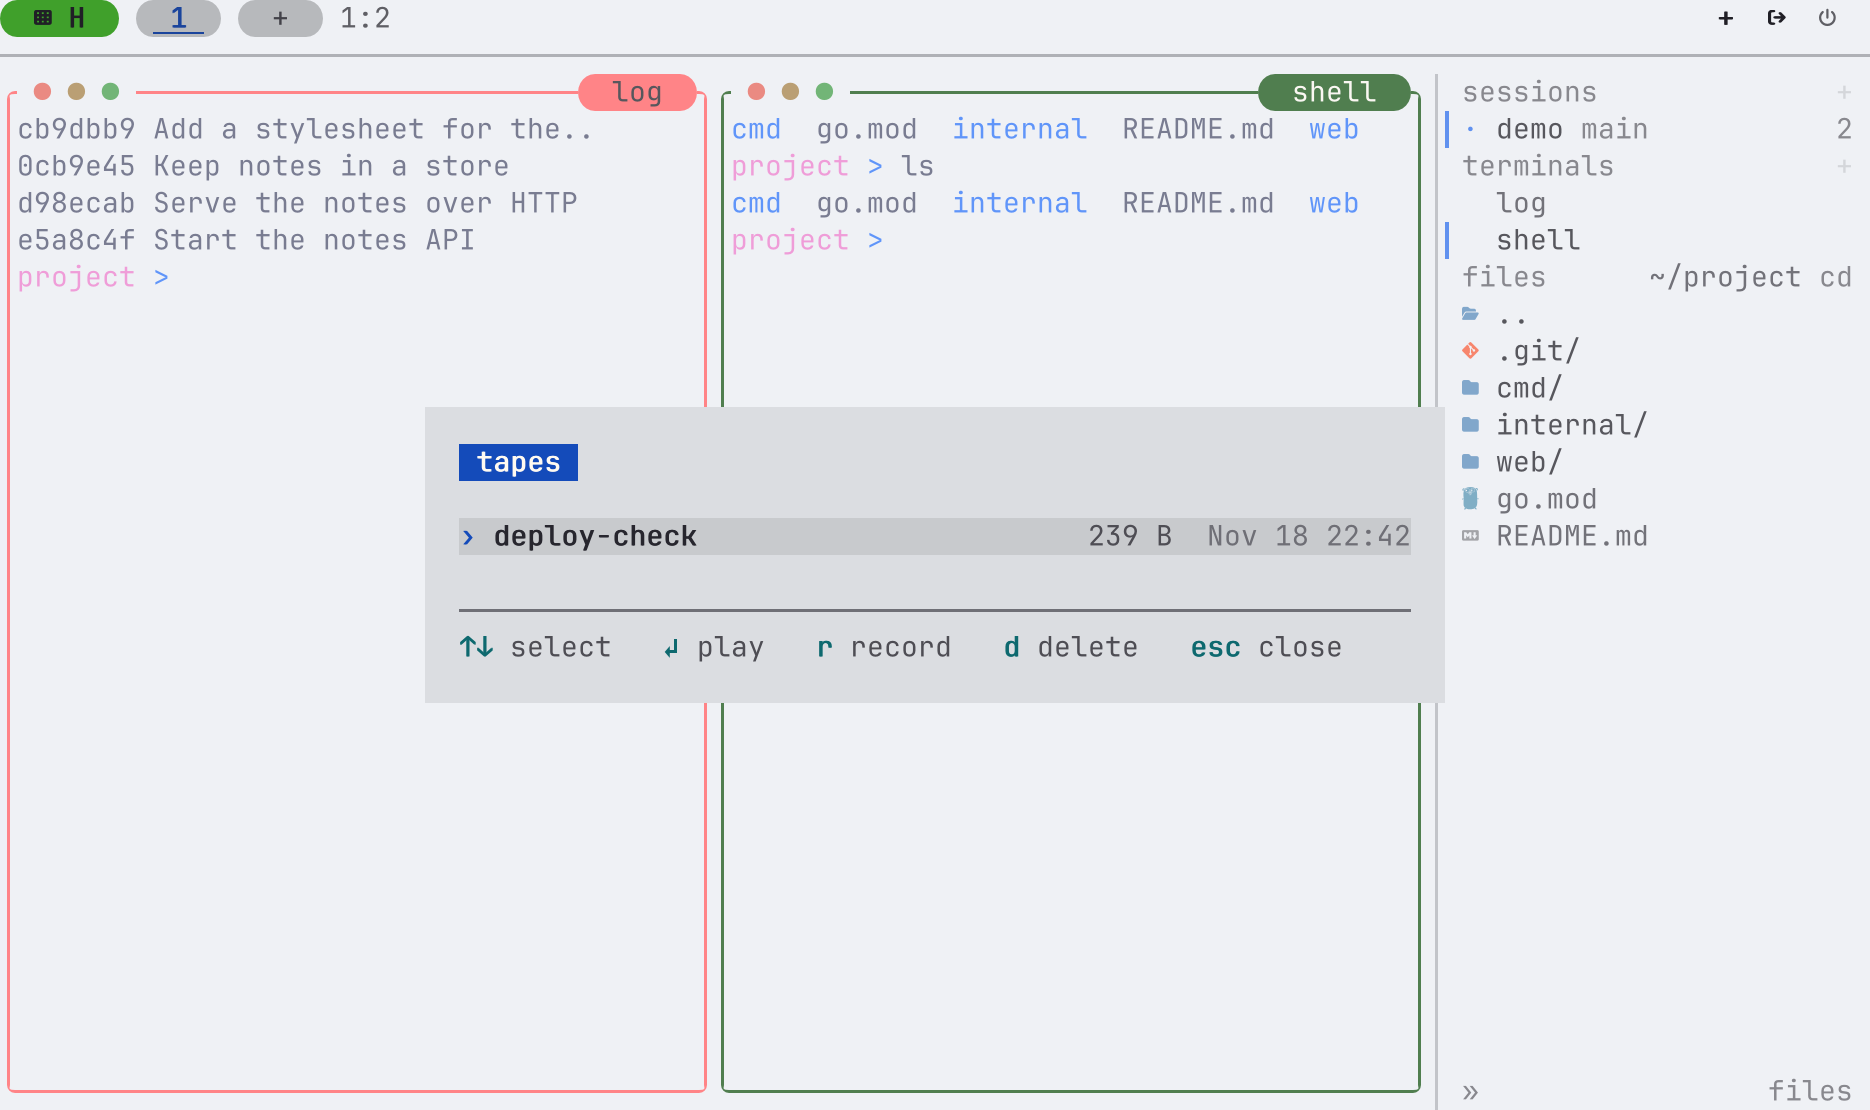 H 1 + 1:2 +
log
cb9dbb9 Add a stylesheet for the..
0cb9e45 Keep notes in a store
d98ecab Serve the notes over HTTP
e5a8c4f Start the notes API
project >
shell
cmd go.mod internal README.md web
project > ls
cmd go.mod internal README.md web
project >
sessions +
· demo main 2
terminals +
log
shell
files ~/project cd
..
.git/
cmd/
internal/
web/
go.mod
README.md
» files
tapes
› deploy-check 239 B Nov 18 22:42
↑↓ select ↲ play r record d delete esc close